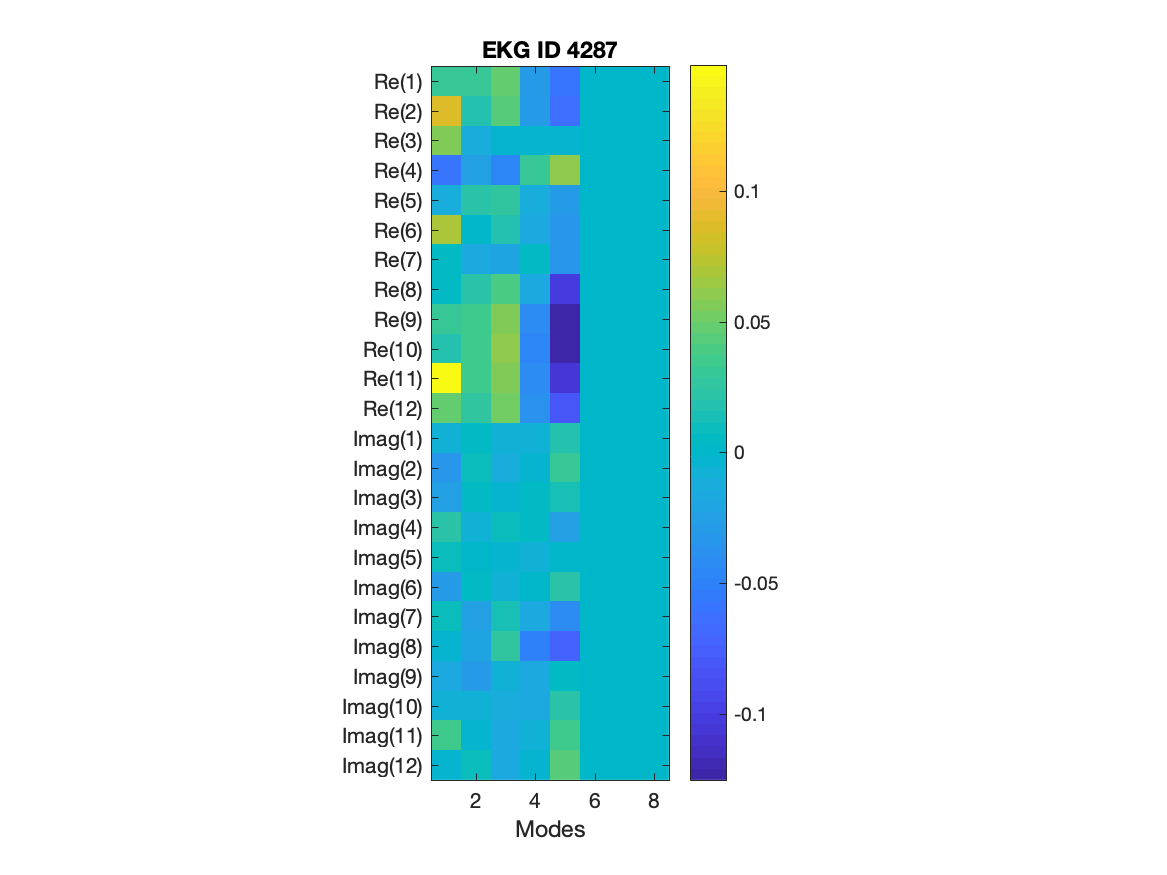 EKG ID 4287
Re(1)
Re(2)
Re(3)
Re(4)
Re(5)
Re(6)
Re(7)
Re(8)
Re(9)
Re(10)
Re(11)
Re(12)
Imag(1)
Imag(2)
Imag(3)
Imag(4)
Imag(5)
Imag(6)
Imag(7)
Imag(8)
Imag(9)
Imag(10)
Imag(11)
Imag(12)
2 4 6 8
Modes
0.1
0.05
0
-0.05
-0.1